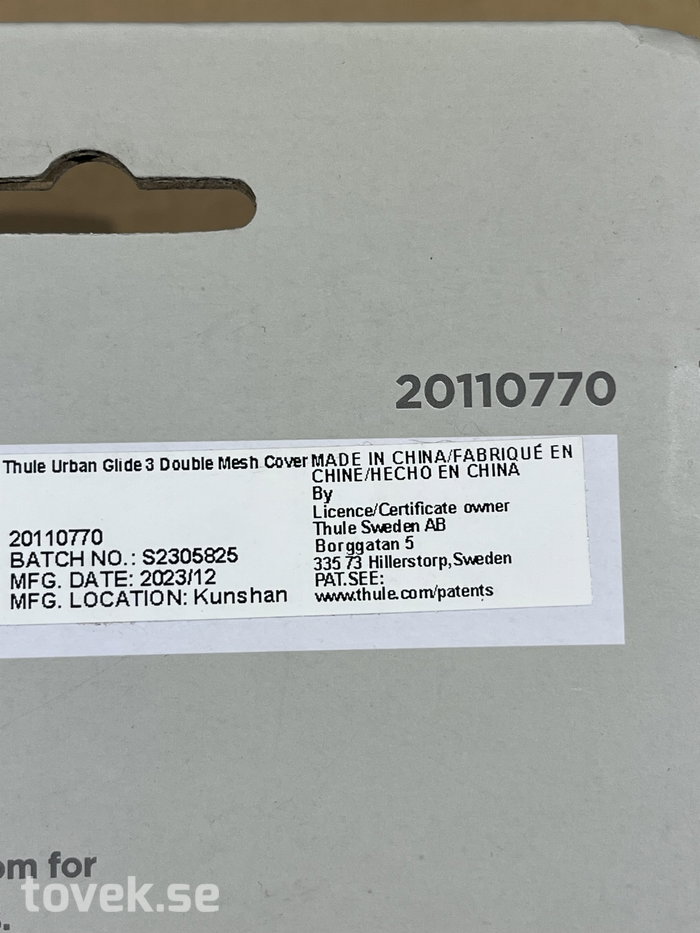 20110770
Thule Urban Glide 3 Double Mesh Cover
20110770
BATCH NO.: S2305825
MFG. DATE: 2023/12
MFG. LOCATION: Kunshan
MADE IN CHINA/FABRIQUÉ EN
CHINE/HECHO EN CHINA
By
Licence/Certificate owner
Thule Sweden AB
Borggatan 5
335 73 Hillerstorp,Sweden
PAT.SEE:
www.thule.com/patents
for
tovek.se